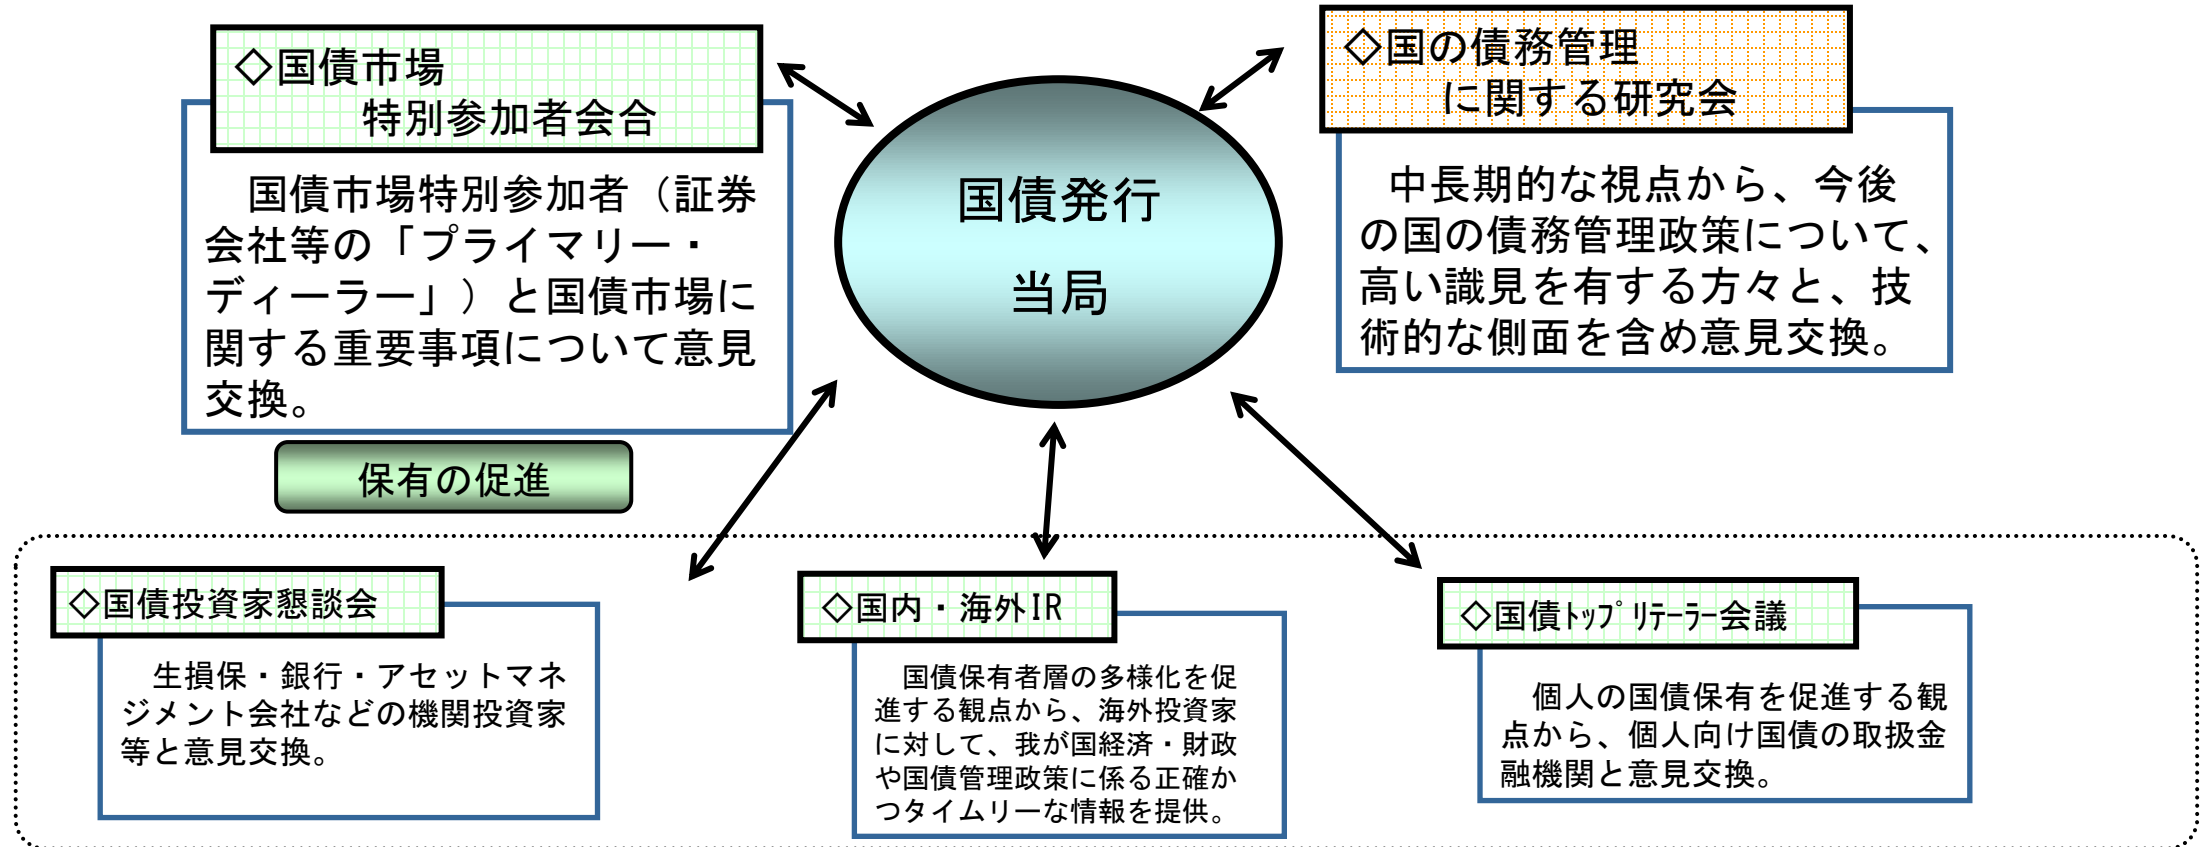 ◇国債市場
特別参加者会合
国債市場特別参加者（証券
会社等の「プライマリー・
ディーラー」）と国債市場に
関する重要事項について意見
交換。
国債発行
当局
◇国の債務管理
に関する研究会
中長期的な視点から、今後
の国の債務管理政策について、
高い識見を有する方々と、技
術的な側面を含め意見交換。
保有の促進
◇国債投資家懇談会
生損保・銀行・アセットマネ
ジメント会社などの機関投資家
等と意見交換。
◇国内・海外IR
国債保有者層の多様化を促
進する観点から、海外投資家
に対して、我が国経済・財政
や国債管理政策に係る正確か
つタイムリーな情報を提供。
◇国債ﾄｯﾌﾟﾘﾃｰﾗｰ会議
個人の国債保有を促進する観
点から、個人向け国債の取扱金
融機関と意見交換。